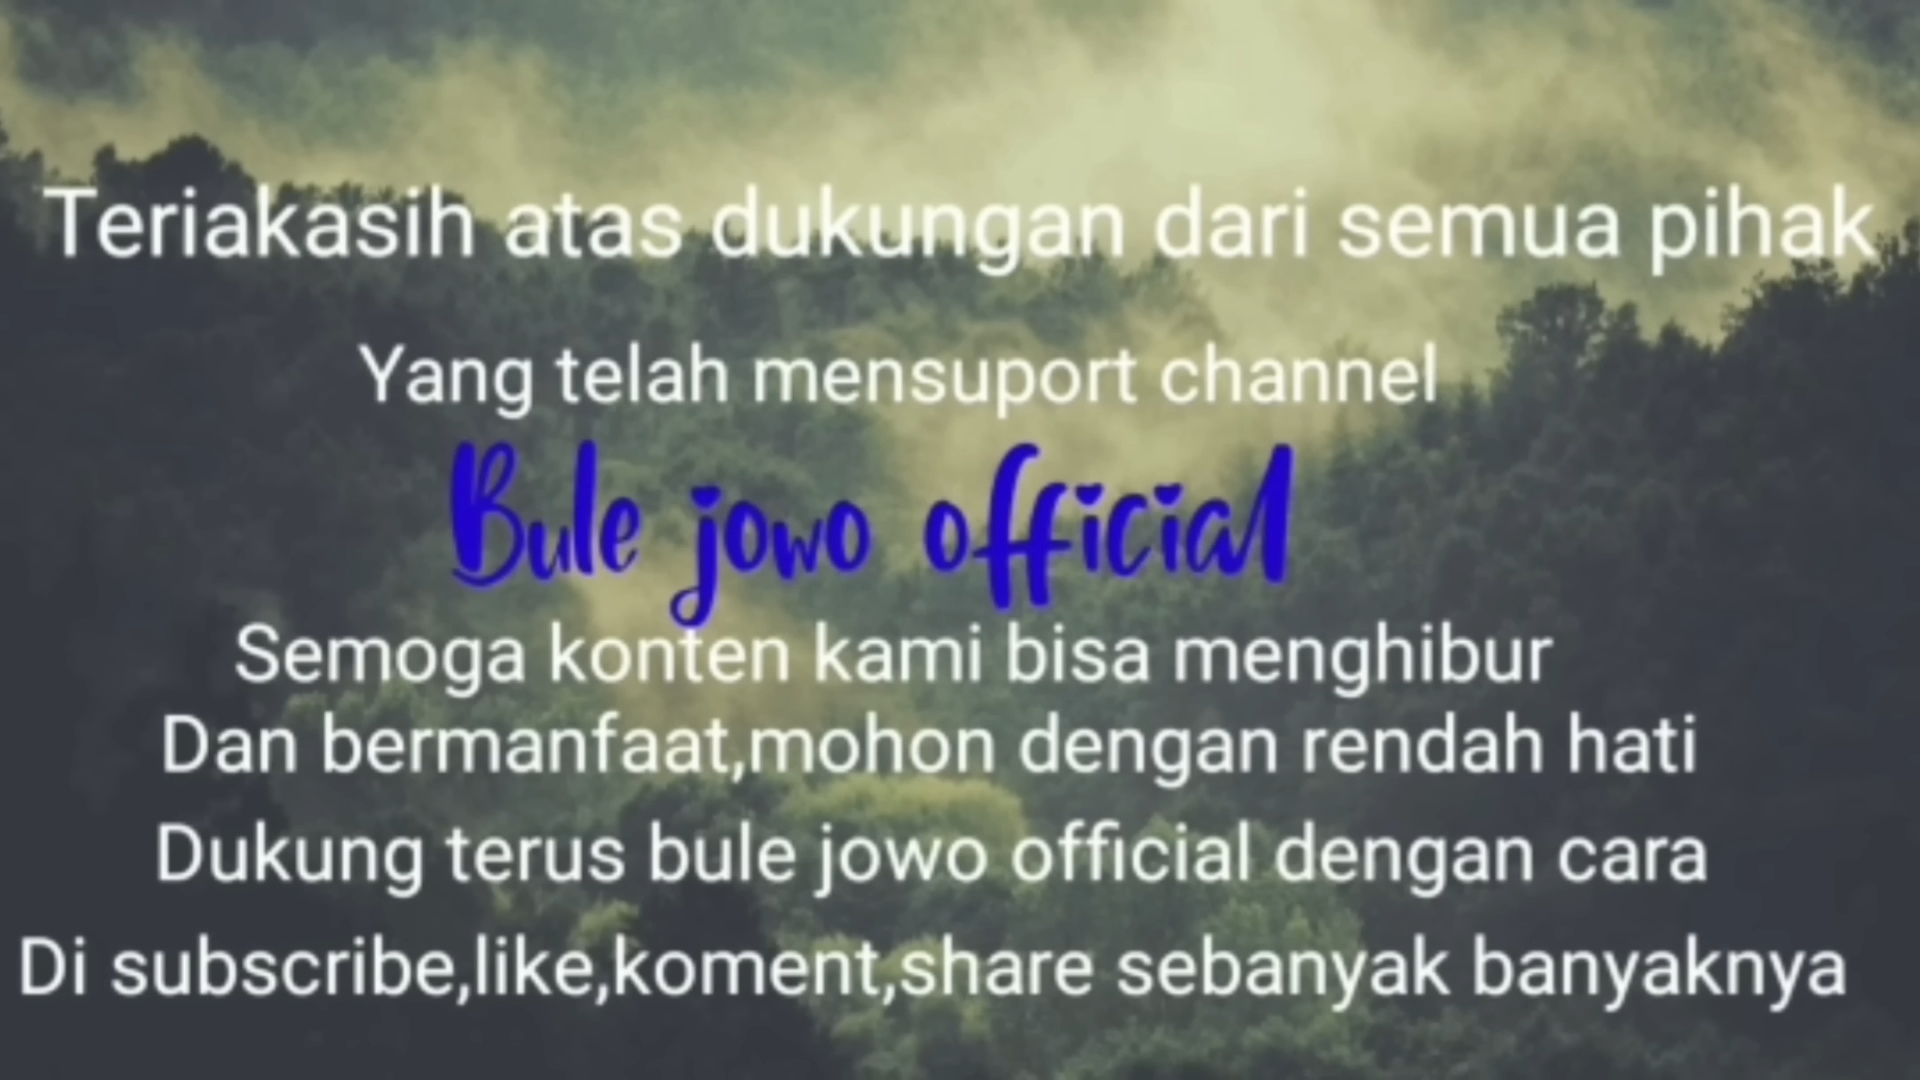 Teriakasih atas dukungan dari semua pihak
Yang telah mensuport channel
Bule jowo official
Semoga konten kami bisa menghibur
Dan bermanfaat,mohon dengan rendah hati
Dukung terus bule jowo official dengan cara
Di subscribe,like,koment,share sebanyak banyaknya